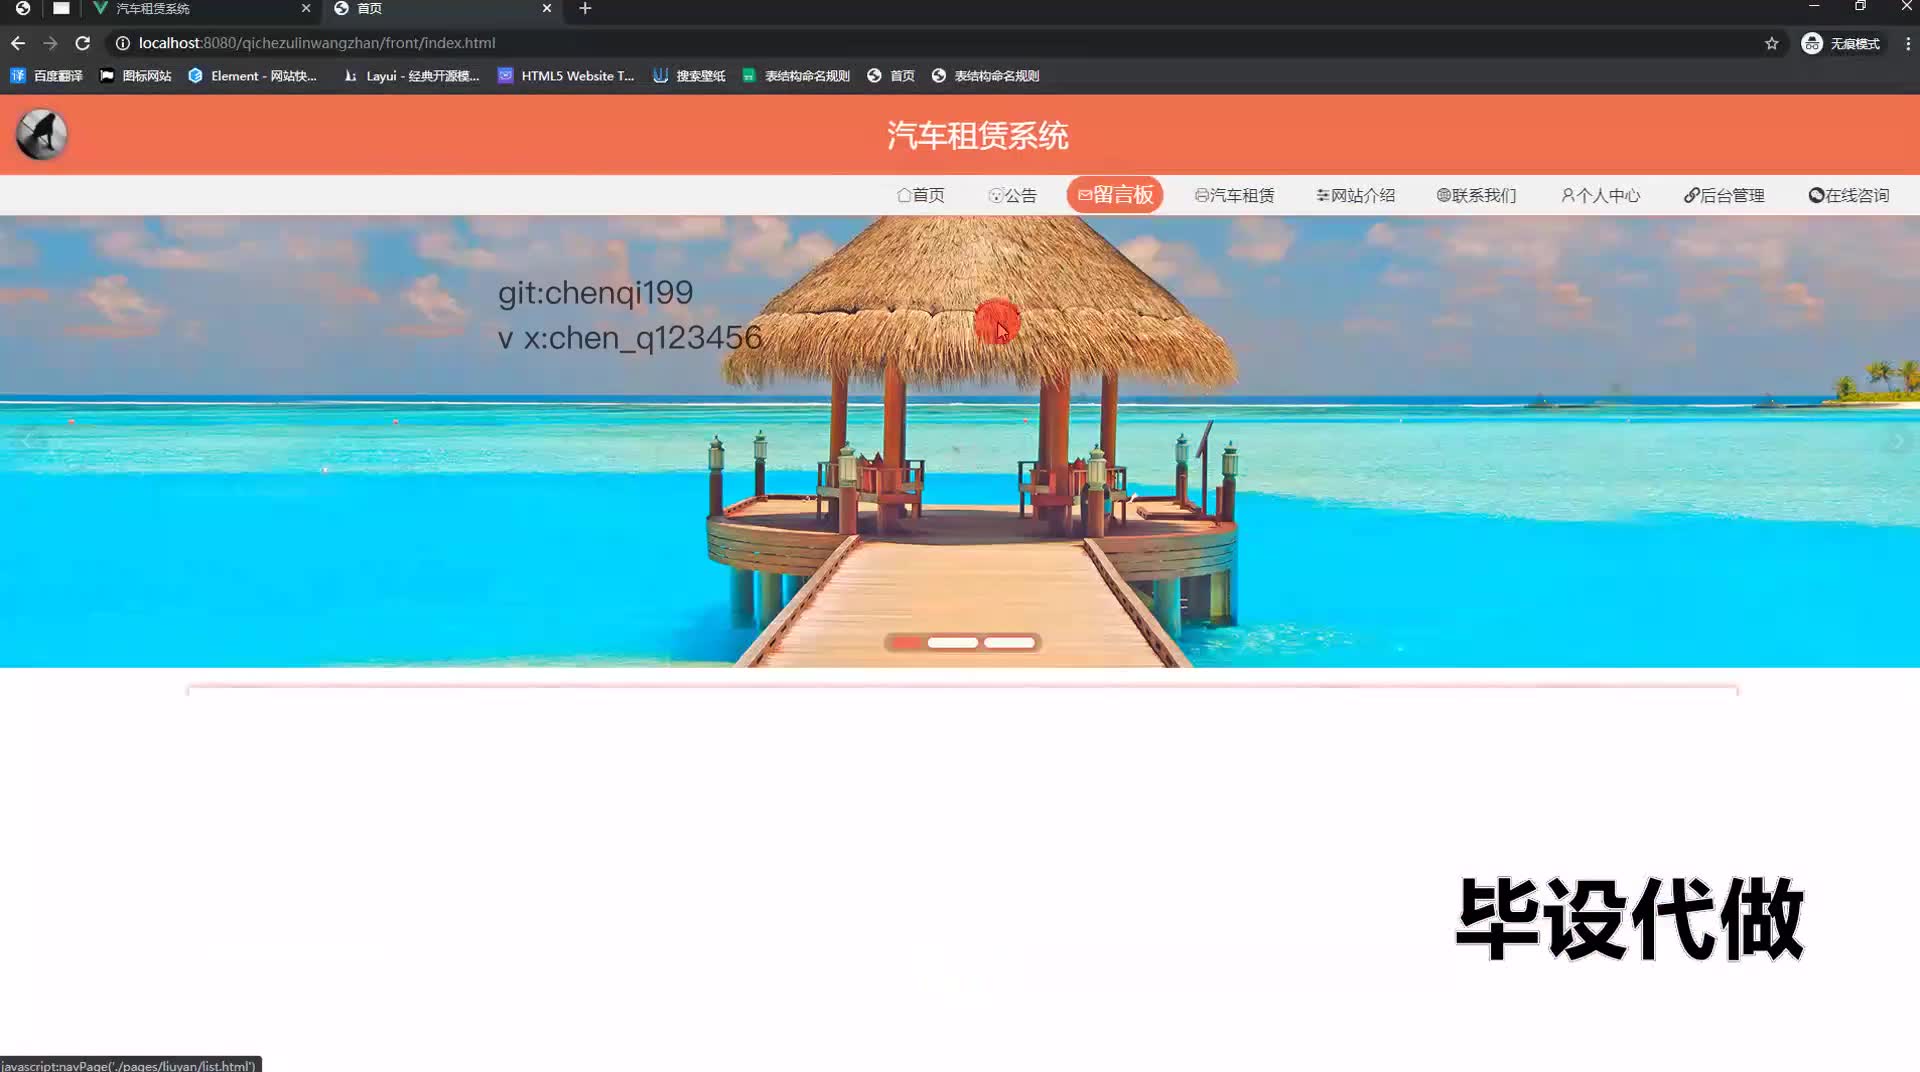 汽车租赁系统
首页
localhost:8080/qichezulinwangzhan/front/index.html
无痕模式
百度翻译
图标网站
Element - 网站快...
Layui - 经典开源模...
HTML5 Website T...
搜索壁纸
表结构命名规则
首页
表结构命名规则
汽车租赁系统
首页
公告
留言板
汽车租赁
网站介绍
联系我们
个人中心
后台管理
在线咨询
git:chenqi199
v x:chen_q123456
毕设代做
javascript:navPage('./pages/liuyan/list.html')